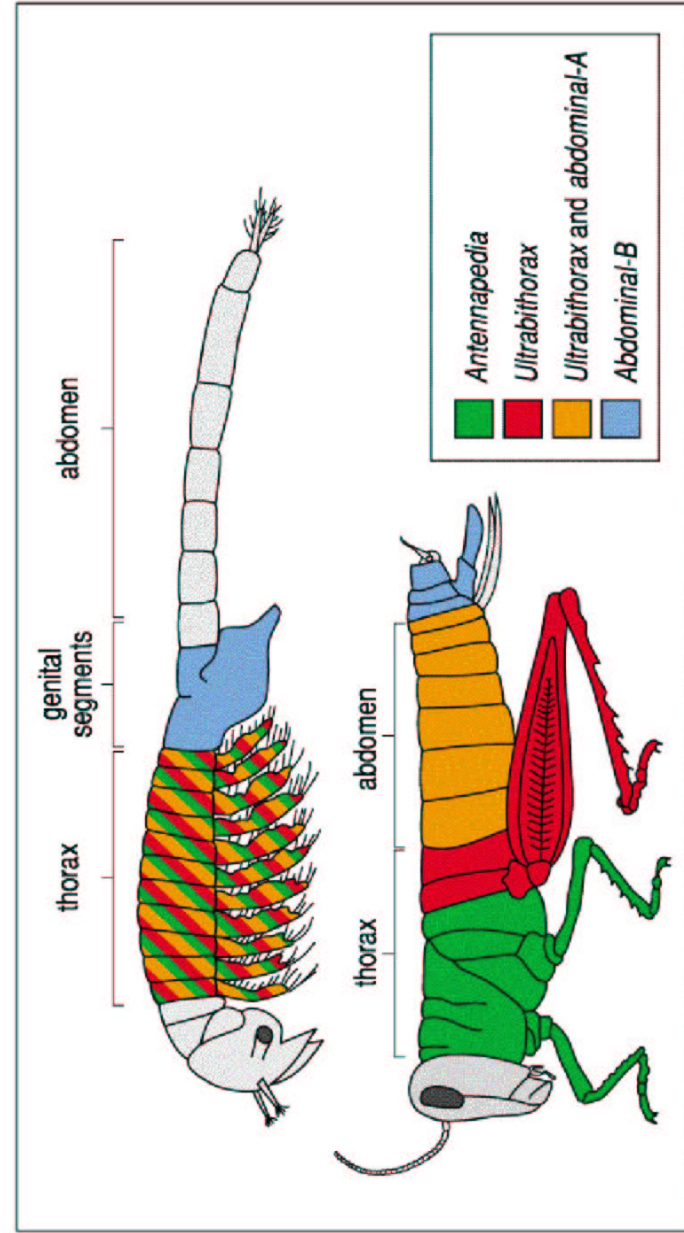 thorax
genital
segments
abdomen
thorax
abdomen
Antennapedia
Ultrabithorax
Ultrabithorax and abdominal-A
Abdominal-B